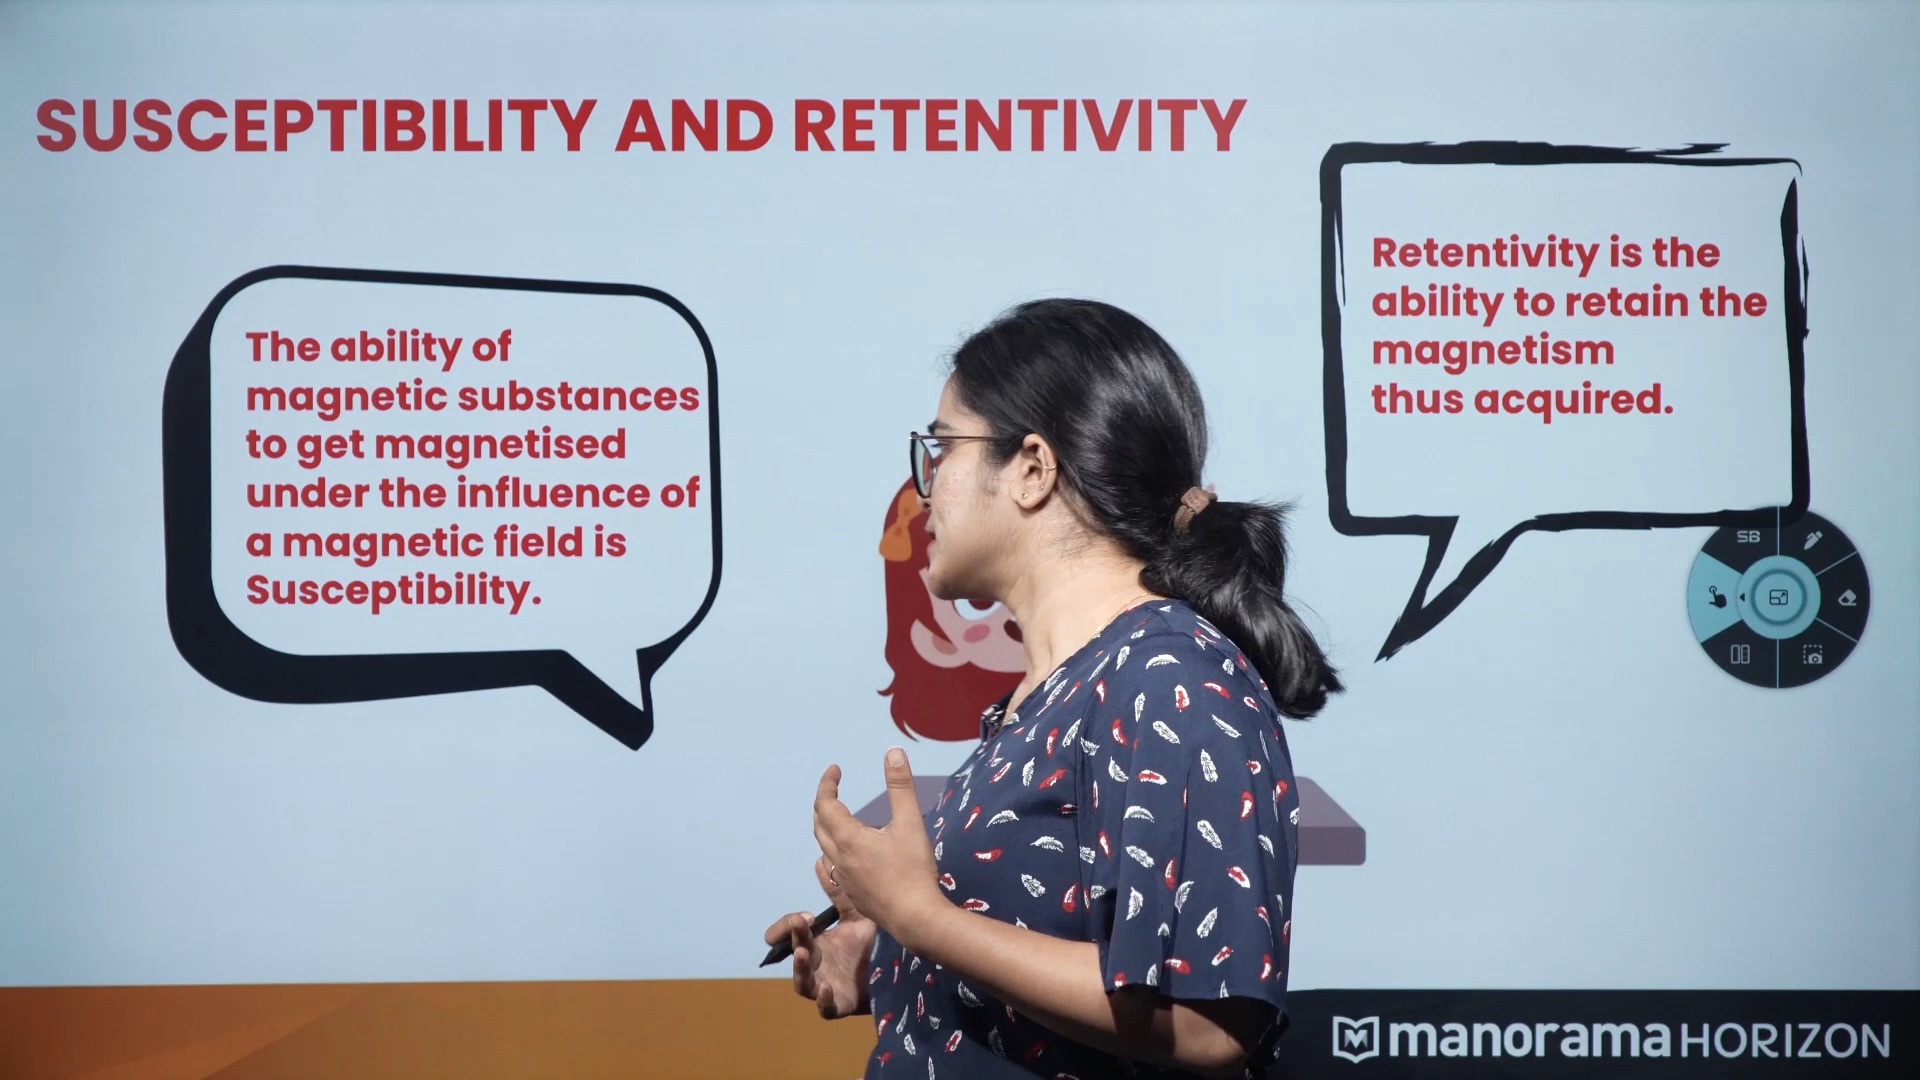 SUSCEPTIBILITY AND RETENTIVITY
The ability of
magnetic substances
to get magnetised
under the influence of
a magnetic field is
Susceptibility.
Retentivity is the
ability to retain the
magnetism
thus acquired.
SB
manorama HORIZON